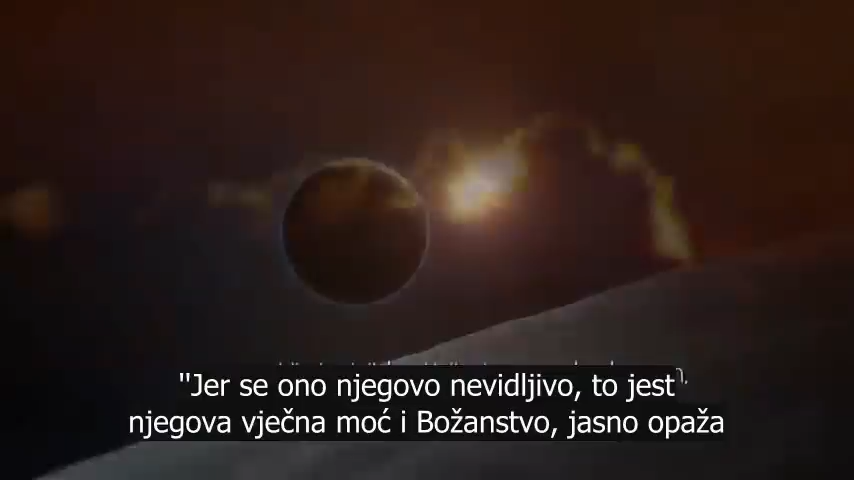 "Jer se ono njegovo nevidljivo, to jest
njegova vječna moć i Božanstvo, jasno opaža